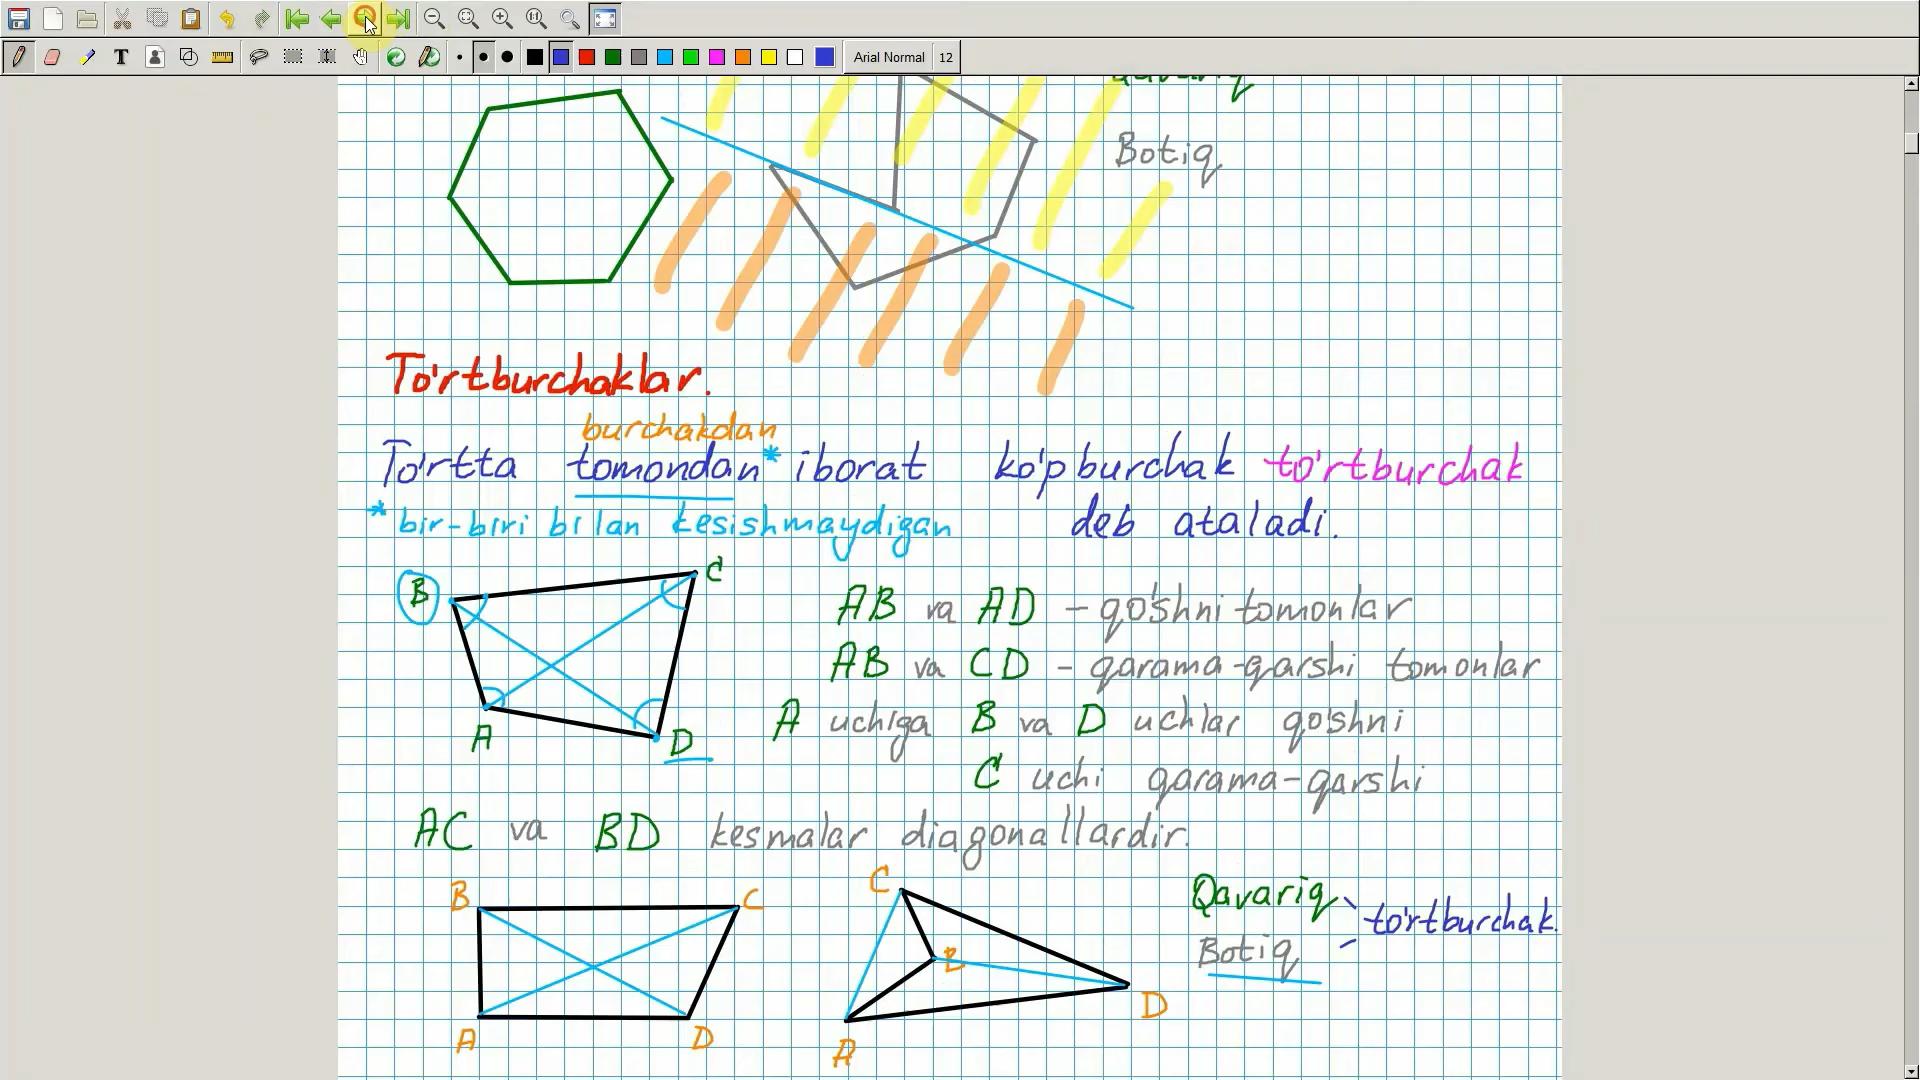 Arial Normal 12
Qavariq
Botiq
To'rtburchaklar.
burchakdan
To'rtta tomondan* iborat ko'pburchak to'rtburchak
* bir-biri bilan kesishmaydigan deb ataladi.
B C
A D
AB va AD - qo'shni tomonlar
AB va CD - qarama-qarshi tomonlar
A uchiga B va D uchlar qo'shni
C uchi qarama-qarshi
AC va BD kesmalar diagonallardir.
B C
A D
C
B
D
A
Qavariq
Botiq
to'rtburchak.